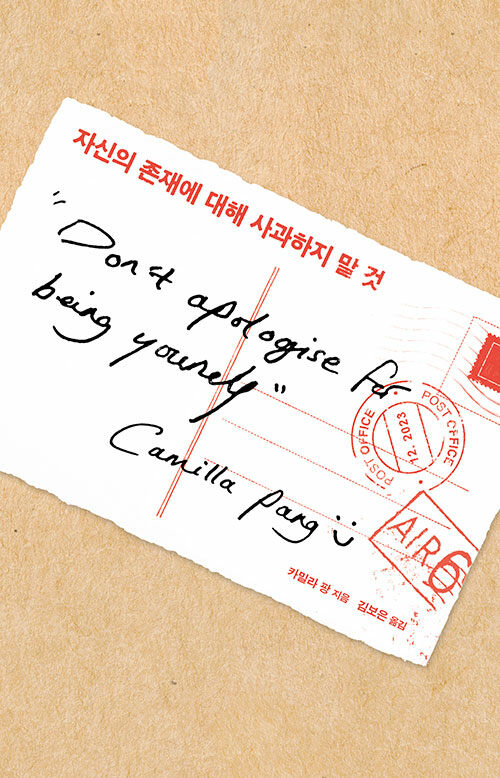 자신의 존재에 대해 사과하지 말 것
"Don't apologise for
being yourself"
Camilla Pang
POST OFFICE
12. 2023
POST OFFICE
AIR 6
카밀라 팡 지음 김보은 옮김